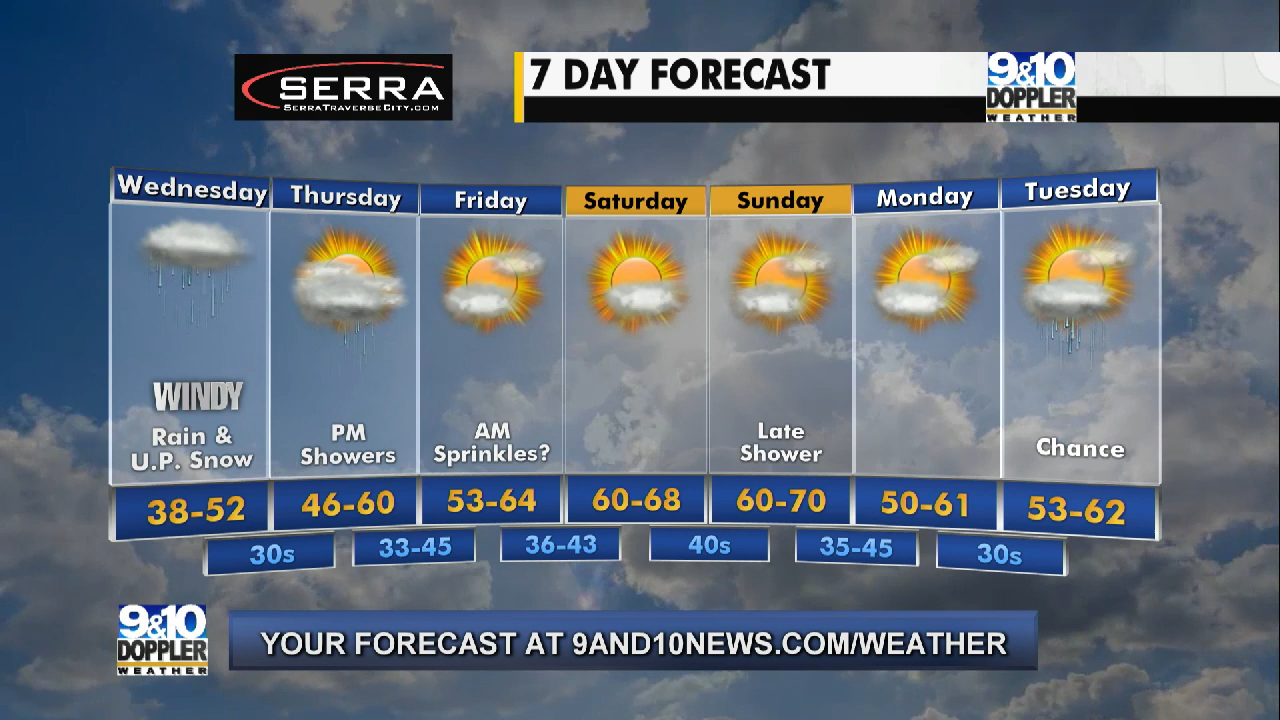 SERRA
SERRATRAVERSECITY.COM
7 DAY FORECAST
9&10
DOPPLER
WEATHER
Wednesday
Thursday
Friday
Saturday
Sunday
Monday
Tuesday
WINDY
Rain &
U.P. Snow
PM
Showers
AM
Sprinkles?
Late
Shower
Chance
38-52
46-60
53-64
60-68
60-70
50-61
53-62
30s
33-45
36-43
40s
35-45
30s
9&10
DOPPLER
WEATHER
YOUR FORECAST AT 9AND10NEWS.COM/WEATHER